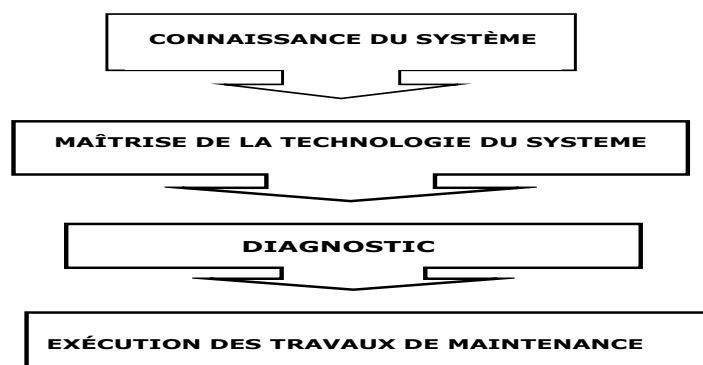 CONNAISSANCE DU SYSTÈME
MAÎTRISE DE LA TECHNOLOGIE DU SYSTEME
DIAGNOSTIC
EXÉCUTION DES TRAVAUX DE MAINTENANCE